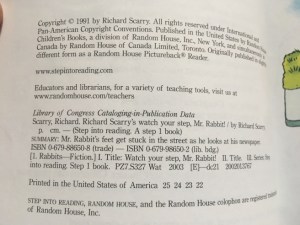 Copyright © 1991 by Richard Scarry. All rights reserved under International and
Pan-American Copyright Conventions. Published in the United States by Random House
Children's Books, a division of Random House, Inc., New York, and simultaneously in
Canada by Random House of Canada Limited, Toronto. Originally published in slightly
different form as a Random House Picturebook® Reader.
www.stepintoreading.com
Educators and librarians, for a variety of teaching tools, visit us at
www.randomhouse.com/teachers
Library of Congress Cataloging-in-Publication Data
Scarry, Richard. Richard Scarry's watch your step, Mr. Rabbit! / by Richard Scarry,
p. cm. — (Step into reading. A step 1 book)
SUMMARY: Mr. Rabbit's feet get stuck in the street as he looks at his newspaper.
ISBN 0-679-88650-8 (trade) — ISBN 0-679-98650-2 (lib. bdg.)
[1. Rabbits—Fiction.] I. Title: Watch your step, Mr. Rabbit! II. Title. III. Series: Step
into reading. Step 1 book. PZ7.S327 Wat 2003 [E]—dc21
Printed in the United States of America 25 24 23 22
STEP INTO READING, RANDOM HOUSE, and the Random House colophon are registered
of Random House, Inc.